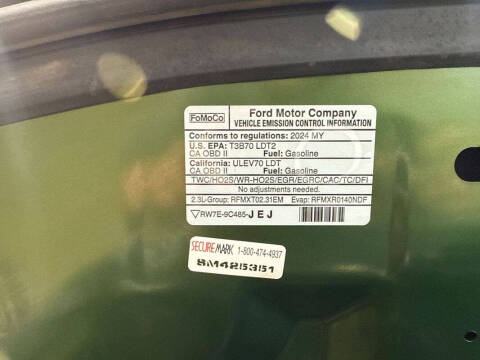 FoMoCo
Ford Motor Company
VEHICLE EMISSION CONTROL INFORMATION
Conforms to regulations: 2024 MY
U.S. EPA: T3B70 LDT2
CA OBD II Fuel: Gasoline
California: ULEV70 LDT
CA OBD II Fuel: Gasoline
TWC/HO2S/WR-HO2S/EGR/EGRC/CAC/TC/DFI
No adjustments needed.
2.3L-Group: RFMXT02.31EM Evap: RFMXR0140NDF
RW7E-9C485-JEJ
SECUREMARK 1-800-474-4937
SM485351